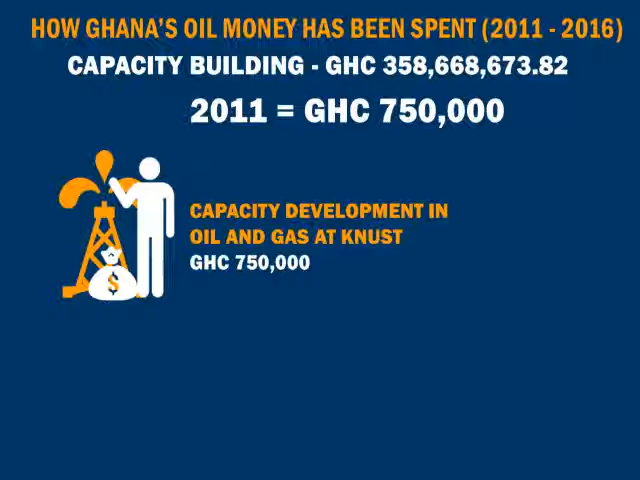 HOW GHANA'S OIL MONEY HAS BEEN SPENT (2011 - 2016)
CAPACITY BUILDING - GHC 358,668,673.82
2011 = GHC 750,000
CAPACITY DEVELOPMENT IN
OIL AND GAS AT KNUST
GHC 750,000
$